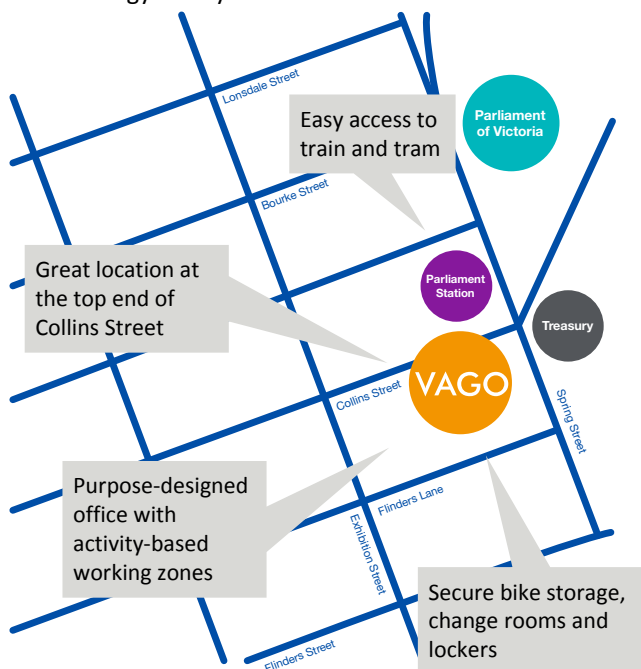 Lonsdale Street
Parliament
of Victoria
Easy access to
train and tram
Bourke Street
Great location at
the top end of
Collins Street
Parliament
Station
Treasury
VAGO
Collins Street
Spring Street
Purpose-designed
office with
activity-based
working zones
Flinders Lane
Exhibition Street
Secure bike storage,
change rooms and
lockers
Flinders Street